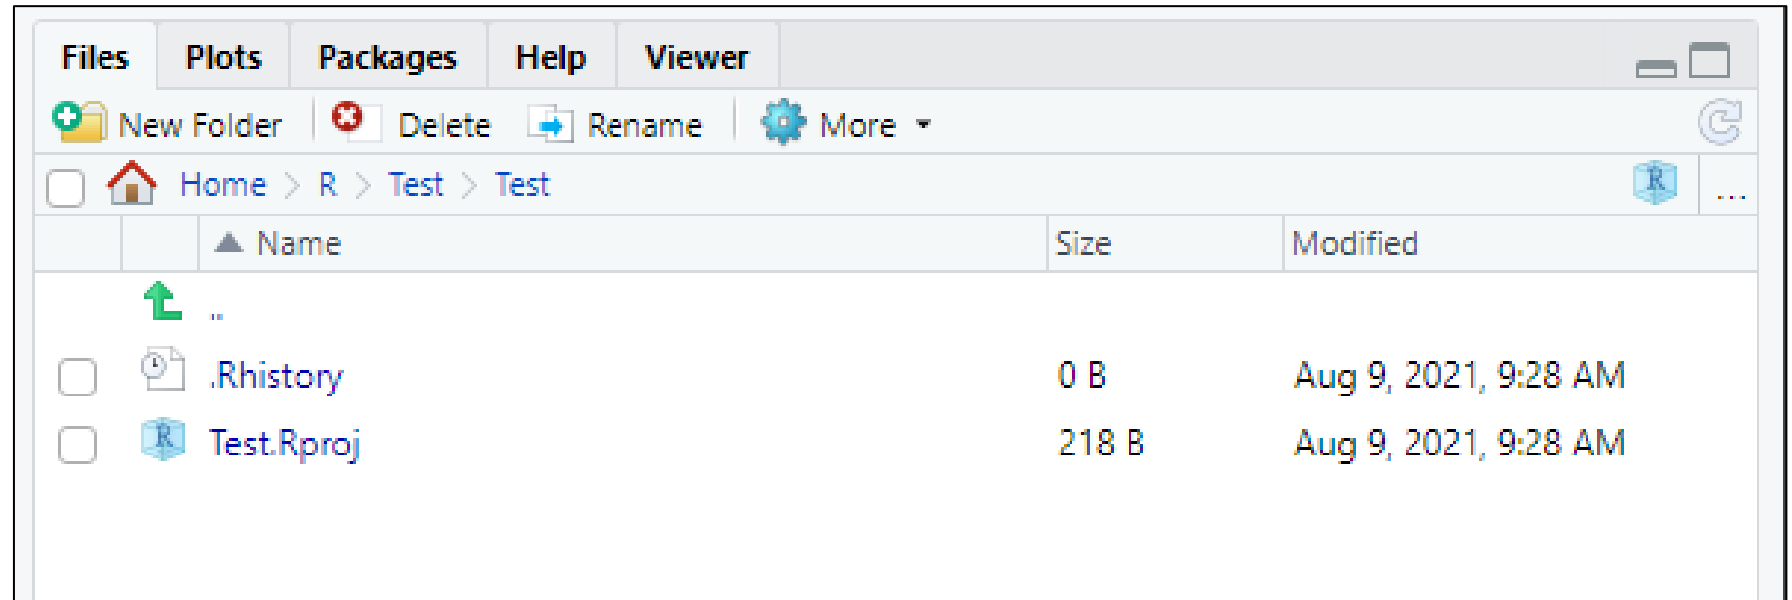 Files Plots Packages Help Viewer
New Folder Delete Rename More
Home > R > Test > Test R ...
Name Size Modified
..
.Rhistory 0 B Aug 9, 2021, 9:28 AM
R Test.Rproj 218 B Aug 9, 2021, 9:28 AM